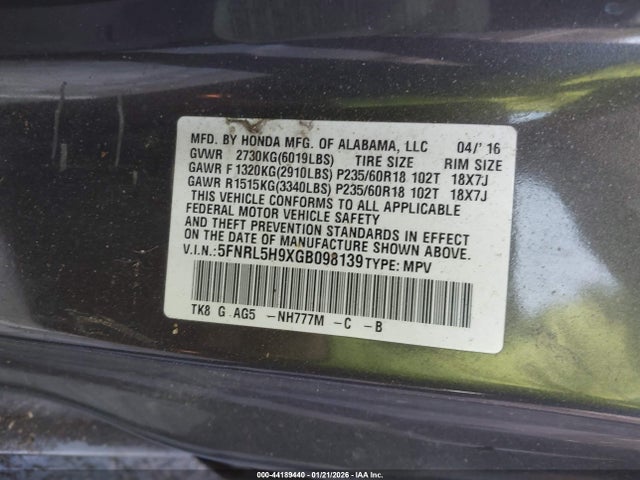 MFD. BY HONDA MFG. OF ALABAMA, LLC 04/'16
GVWR 2730KG(6019LBS) TIRE SIZE RIM SIZE
GAWR F1320KG(2910LBS) P235/60R18 102T 18X7J
GAWR R1515KG(3340LBS) P235/60R18 102T 18X7J
THIS VEHICLE CONFORMS TO ALL APPLICABLE
FEDERAL MOTOR VEHICLE SAFETY
AND THEFT PREVENTION STANDARDS IN EFFECT
ON THE DATE OF MANUFACTURE SHOWN ABOVE.
V.I.N.: 5FNRL5H9XGB098139 TYPE: MPV
TK8 G AG5 -NH777M -C -B
000-44189440 - 01/21/2026 - IAA Inc.